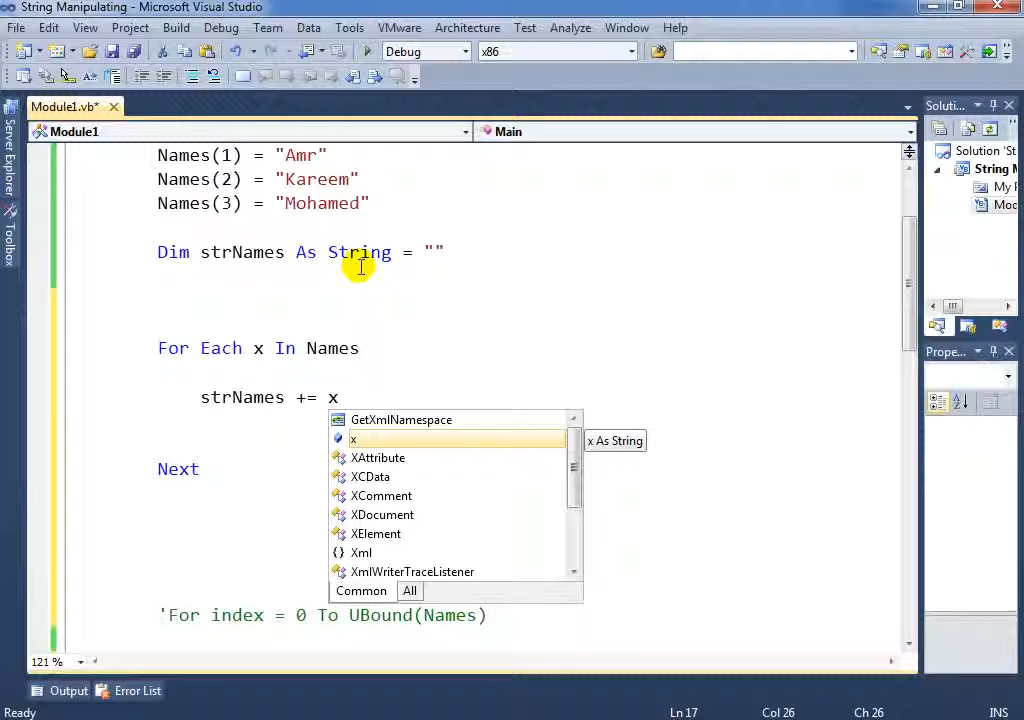 String Manipulating - Microsoft Visual Studio
File Edit View Project Build Debug Team Data Tools VMware Architecture Test Analyze Window Help
Debug x86
Module1.vb* Soluti...
Module1 Main
Server Explorer
Toolbox
Solution 'St
String M
My P
Mod
Names(1) = "Amr"
Names(2) = "Kareem"
Names(3) = "Mohamed"
Dim strNames As String = ""
For Each x In Names
strNames += x
GetXmlNamespace
x
x As String
XAttribute
XCData
XComment
XDocument
XElement
Xml
XmlWriterTraceListener
Common All
Next
'For index = 0 To UBound(Names)
Prope...
121 %
Output Error List
Ready Ln 17 Col 26 Ch 26 INS